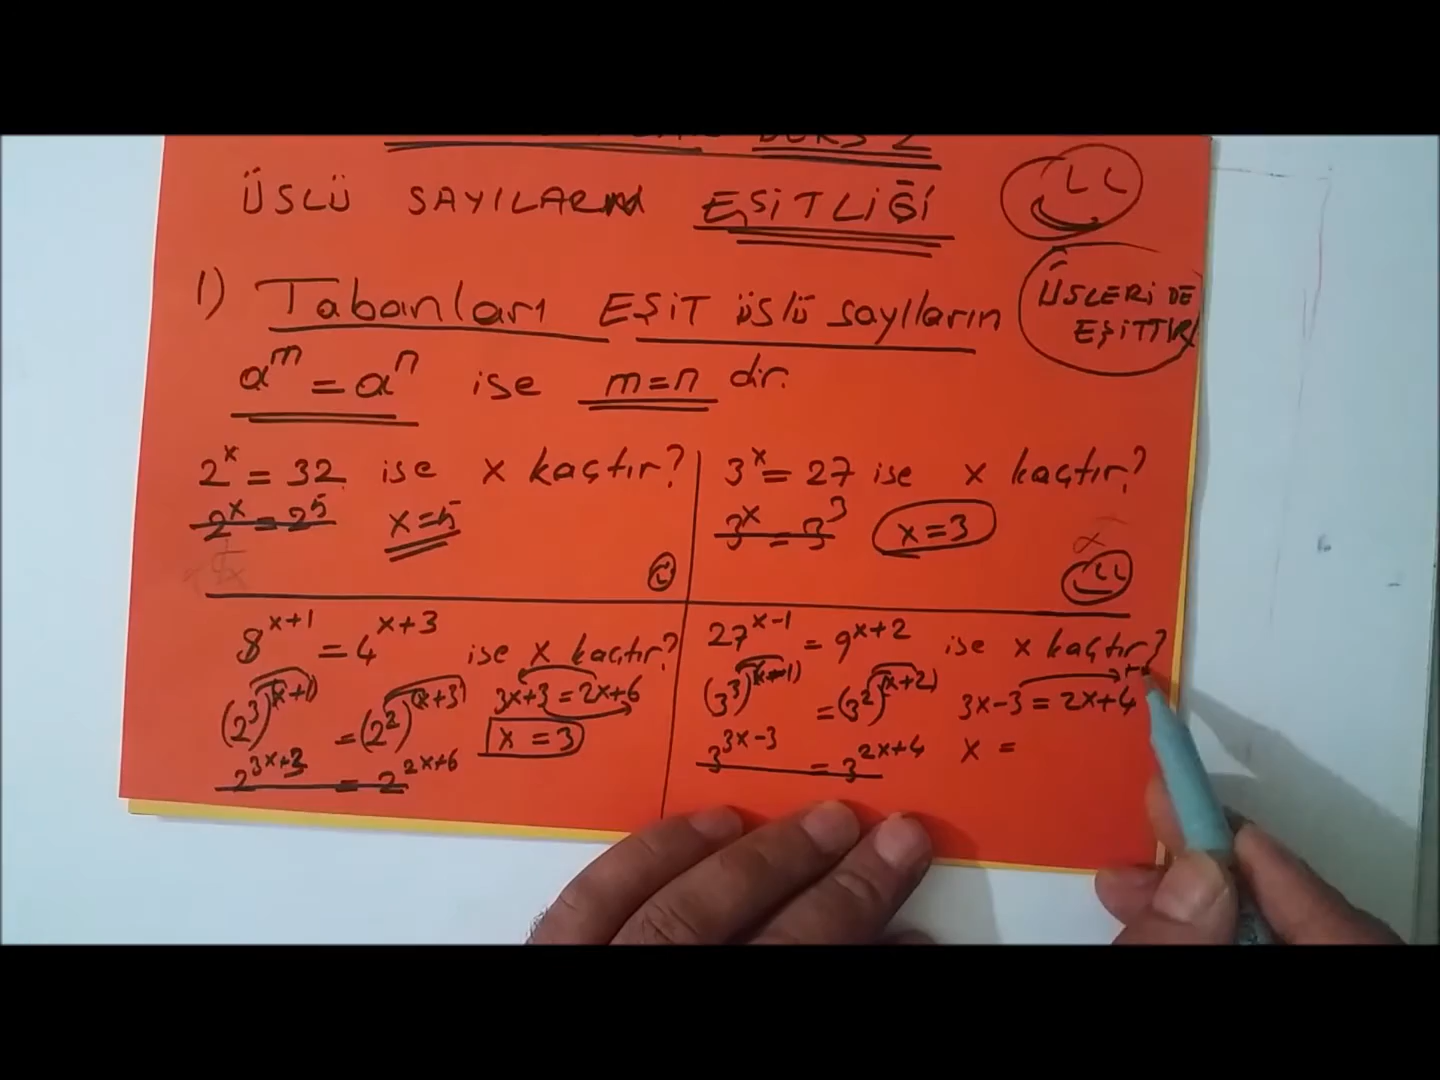 DERS 2
ÜSLÜ SAYILARIN EŞİTLİĞİ
1) Tabanları EŞİT üslü sayıların
ÜSLERİ DE
EŞİTTİR
a^m = a^n ise m=n dir.
2^x = 32 ise x kaçtır?
2^x = 2^5 x=5
3^x = 27 ise x kaçtır?
3^x = 3^3 x=3
8^{x+1} = 4^{x+3} ise x kaçtır?
(2^3)^{(x+1)} = (2^2)^{(x+3)} 3x+3=2x+6
2^{3x+3} = 2^{2x+6} x = 3
27^{x-1} = 9^{x+2} ise x kaçtır?
(3^3)^{(x-1)} = (3^2)^{(x+2)} 3x-3=2x+4
3^{3x-3} = 3^{2x+4} x =